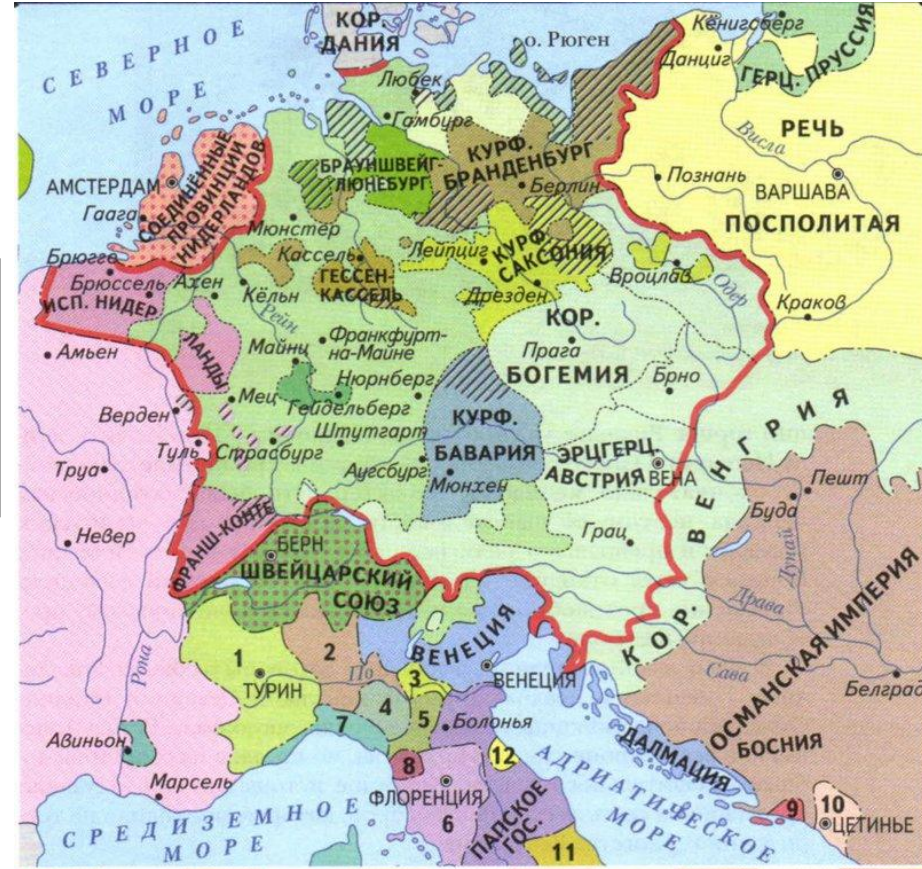 СЕВЕРНОЕ
МОРЕ
КОР.
ДАНИЯ
о. Рюген
Кёнигсберг
Данциг
ГЕРЦ. ПРУССИЯ
Любек
Гамбург
РЕЧЬ
ПОСПОЛИТАЯ
Висла
ВАРШАВА
Познань
СОЕДИНЁННЫЕ
ПРОВИНЦИИ
НИДЕРЛАНДОВ
АМСТЕРДАМ
Гаага
БРАУНШВЕЙГ-
ЛЮНЕБУРГ
КУРФ.
БРАНДЕНБУРГ
Берлин
Мюнстер
Брюгге
Брюссель
ИСП. НИДЕР
Ахен
Кёльн
Рейн
Кассель
ГЕССЕН-
КАССЕЛЬ
Лейпциг
КУРФ.
САКСОНИЯ
Дрезден
Вроцлав
Одер
Краков
Амьен
ЛАНДЫ
Майнц
Франкфурт-
на-Майне
КОР.
БОГЕМИЯ
Прага
Брно
Верден
Мец
Нюрнберг
Гейдельберг
КУРФ.
БАВАРИЯ
Мюнхен
Туль
Страсбург
Штутгарт
Аугсбург
ЭРЦГЕРЦ.
АВСТРИЯ
ВЕНА
КОР. ВЕНГРИЯ
Пешт
Буда
Дунай
Труа
Невер
ФРАНШ-КОНТЕ
БЕРН
ШВЕЙЦАРСКИЙ
СОЮЗ
Грац
Драва
Сава
Белград
ОСМАНСКАЯ ИМПЕРИЯ
БОСНИЯ
ДАЛМАЦИЯ
Рона
1
ТУРИН
2
По
ВЕНЕЦИЯ
ВЕНЕЦИЯ
3
4
5
7
Болонья
Авиньон
Марсель
8
ФЛОРЕНЦИЯ
6
12
ПАПСКОЕ
ГОС.
11
9
10
ЦЕТИНЬЕ
АДРИАТИЧЕСКОЕ
МОРЕ
СРЕДИЗЕМНОЕ
МОРЕ